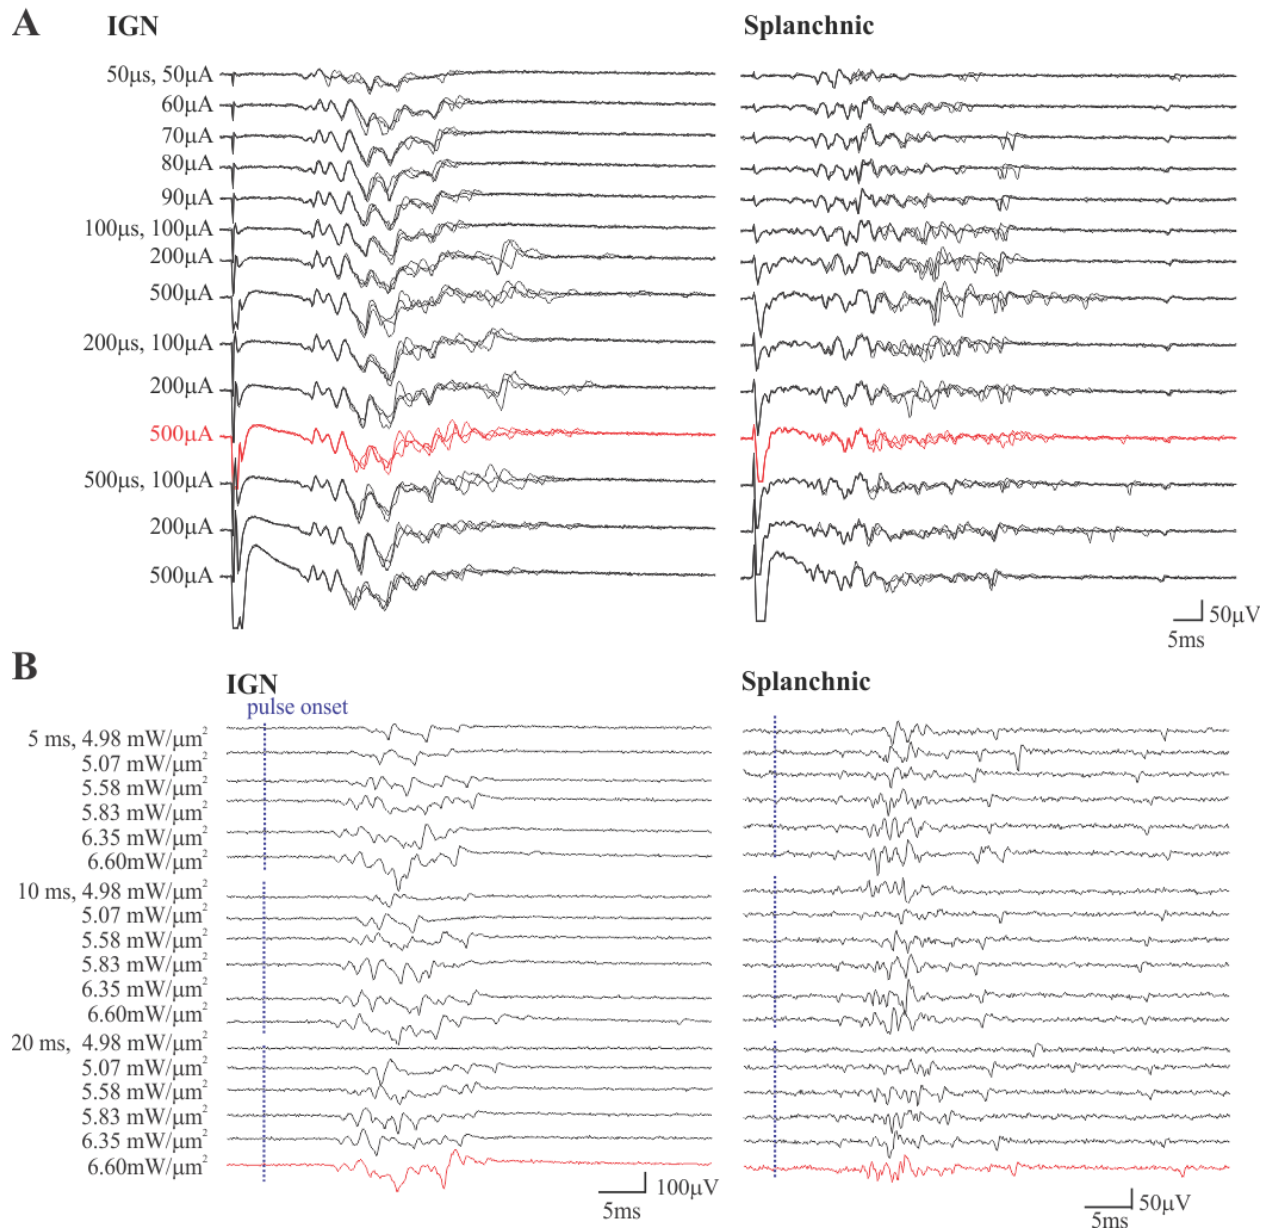 A
IGN
Splanchnic
50μs, 50μA
60μA
70μA
80μA
90μA
100μs, 100μA
200μA
500μA
200μs, 100μA
200μA
500μA
500μs, 100μA
200μA
500μA
50μV
5ms
B
IGN
Splanchnic
pulse onset
5 ms, 4.98 mW/μm²
5.07 mW/μm²
5.58 mW/μm²
5.83 mW/μm²
6.35 mW/μm²
6.60mW/μm²
10 ms, 4.98 mW/μm²
5.07 mW/μm²
5.58 mW/μm²
5.83 mW/μm²
6.35 mW/μm²
6.60mW/μm²
20 ms, 4.98 mW/μm²
5.07 mW/μm²
5.58 mW/μm²
5.83 mW/μm²
6.35 mW/μm²
6.60mW/μm²
100μV
5ms
50μV
5ms